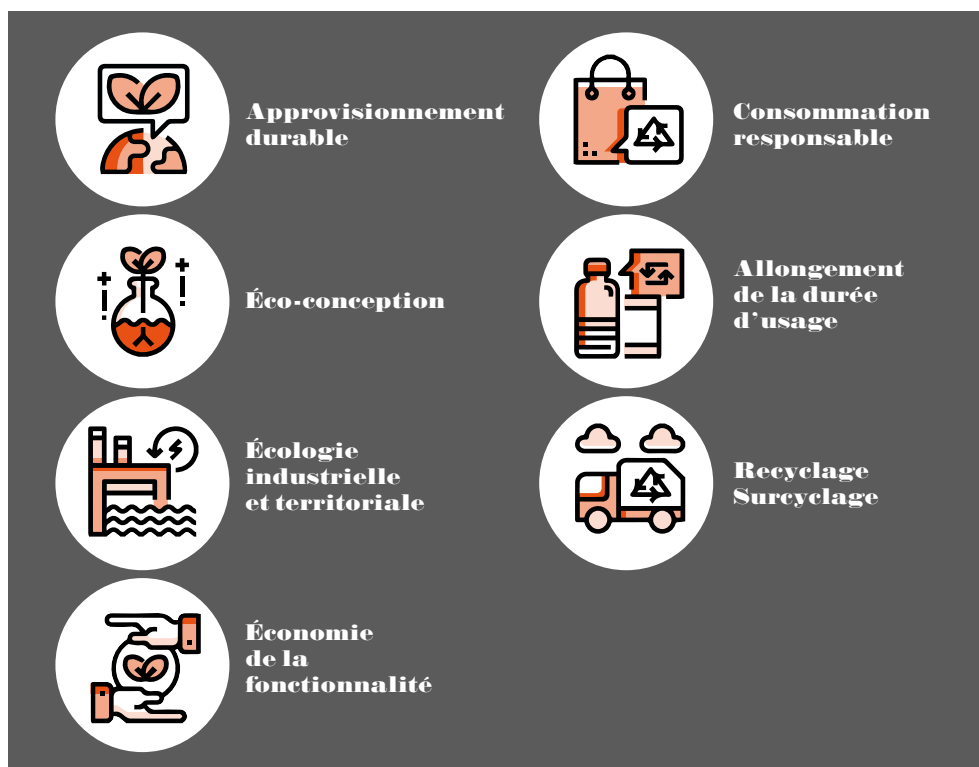 Approvisionnement
durable
Éco-conception
Écologie
industrielle
et territoriale
Économie
de la
fonctionnalité
Consommation
responsable
Allongement
de la durée
d'usage
Recyclage
Surcyclage